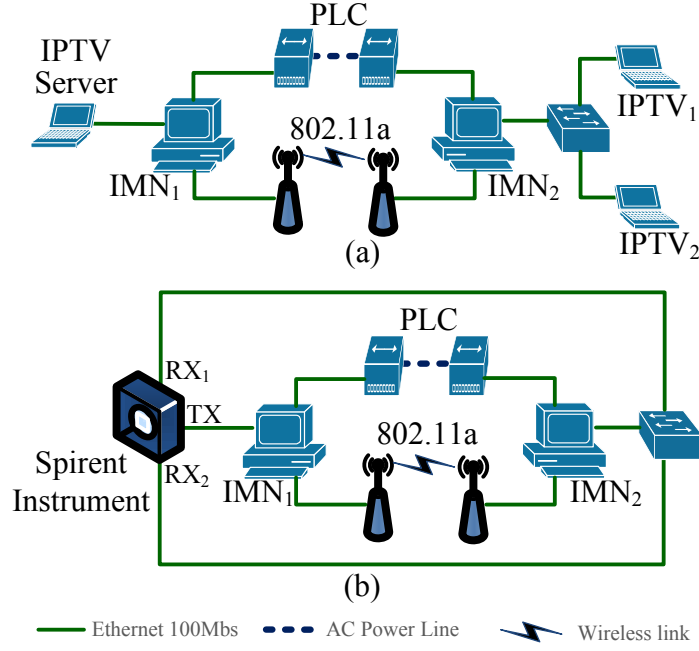 PLC
IPTV
Server
IPTV₁
802.11a
IMN₁
IMN₂
IPTV₂
(a)
PLC
RX₁
TX
802.11a
Spirent
Instrument
RX₂
IMN₁
IMN₂
(b)
Ethernet 100Mbs
AC Power Line
Wireless link